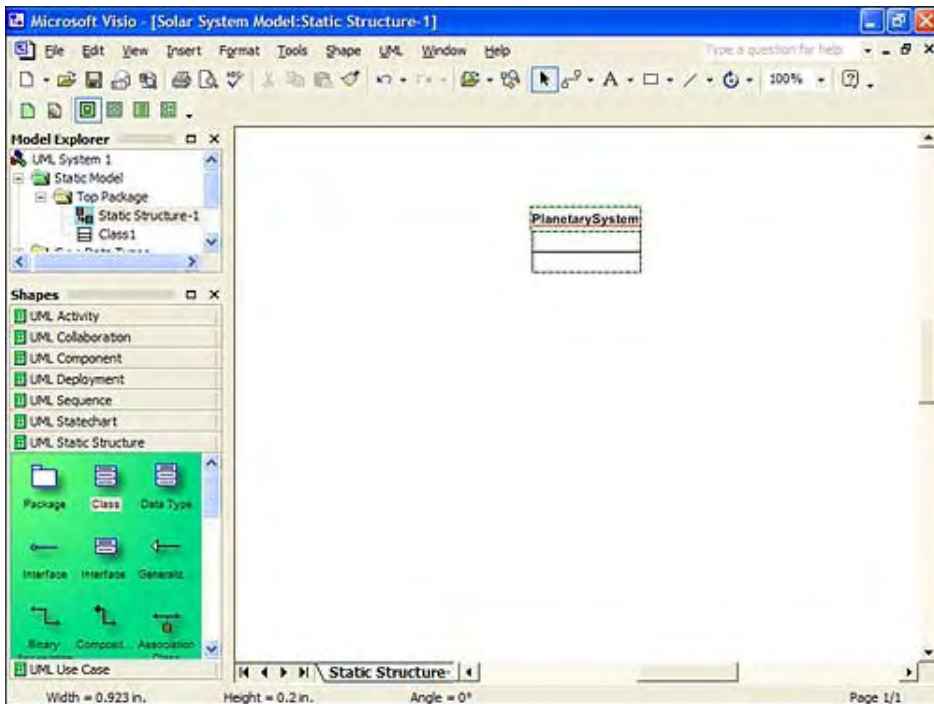 Microsoft Visio - [Solar System Model:Static Structure-1]
File Edit View Insert Format Tools Shape UML Window Help Type a question for help
100%
Model Explorer
UML System 1
Static Model
Top Package
Static Structure-1
Class1
Data Types
Shapes
UML Activity
UML Collaboration
UML Component
UML Deployment
UML Sequence
UML Statechart
UML Static Structure
Package Class Data Type
Interface Interface Generaliz...
Binary Composit... Association
UML Use Case
PlanetarySystem
Static Structure-
Width = 0.923 in. Height = 0.2 in. Angle = 0° Page 1/1